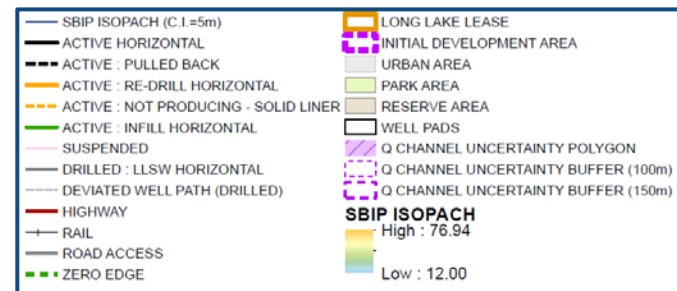 SBIP ISOPACH (C.I.=5m)
ACTIVE HORIZONTAL
ACTIVE : PULLED BACK
ACTIVE : RE-DRILL HORIZONTAL
ACTIVE : NOT PRODUCING - SOLID LINER
ACTIVE : INFILL HORIZONTAL
SUSPENDED
DRILLED : LLSW HORIZONTAL
DEVIATED WELL PATH (DRILLED)
HIGHWAY
RAIL
ROAD ACCESS
ZERO EDGE
LONG LAKE LEASE
INITIAL DEVELOPMENT AREA
URBAN AREA
PARK AREA
RESERVE AREA
WELL PADS
Q CHANNEL UNCERTAINTY POLYGON
Q CHANNEL UNCERTAINTY BUFFER (100m)
Q CHANNEL UNCERTAINTY BUFFER (150m)
SBIP ISOPACH
High : 76.94
Low : 12.00